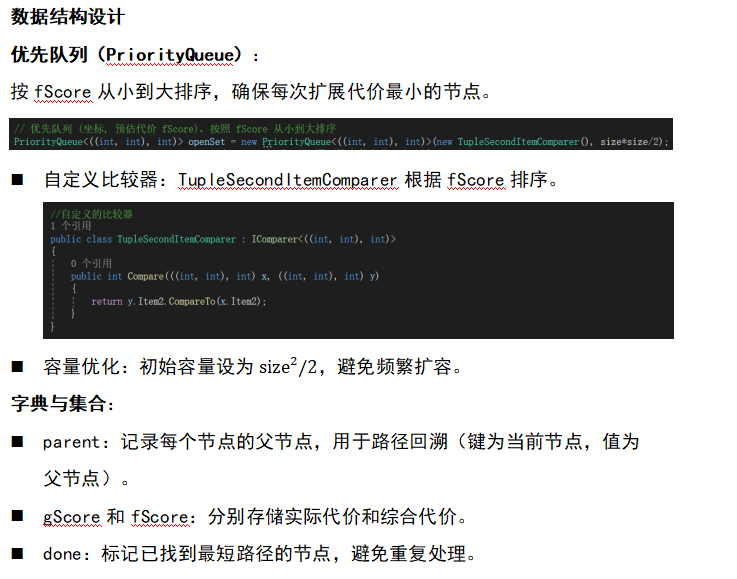 数据结构设计
优先队列（PriorityQueue）:
按 fScore 从小到大排序，确保每次扩展代价最小的节点。
// 优先队列 (坐标, 预估代价 fScore), 按照 fScore 从小到大排序
PriorityQueue<((int, int), int)> openSet = new PriorityQueue<((int, int), int)>(new TupleSecondItemComparer(), size*size/2);
■ 自定义比较器：TupleSecondItemComparer 根据 fScore 排序。
//自定义的比较器
1 个引用
public class TupleSecondItemComparer : IComparer<((int, int), int)>
{
0 个引用
public int Compare(((int, int), int) x, ((int, int), int) y)
{
return y.Item2.CompareTo(x.Item2);
}
}
■ 容量优化：初始容量设为 size²/2，避免频繁扩容。
字典与集合：
■ parent：记录每个节点的父节点，用于路径回溯（键为当前节点，值为
父节点）。
■ gScore 和 fScore：分别存储实际代价和综合代价。
■ done：标记已找到最短路径的节点，避免重复处理。